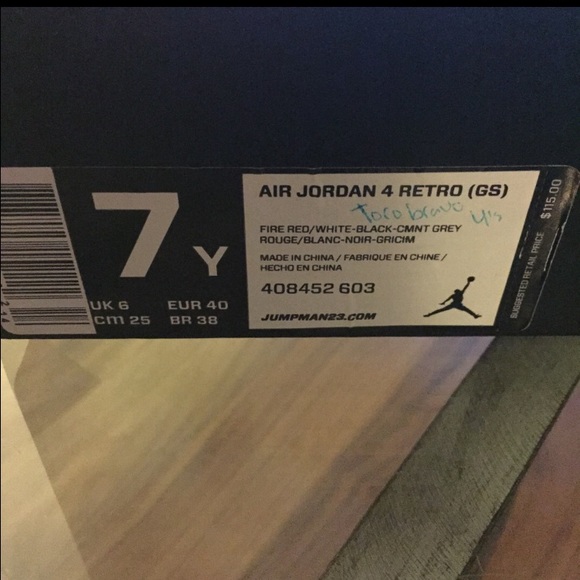 7 Y
UK 6 EUR 40
cm 25 BR 38
AIR JORDAN 4 RETRO (GS)
Toro bravo 4's
FIRE RED/WHITE-BLACK-CMNT GREY
ROUGE/BLANC-NOIR-GRICIM
MADE IN CHINA / FABRIQUE EN CHINE /
HECHO EN CHINA
408452 603
JUMPMAN23.COM
SUGGESTED RETAIL PRICE $115.00